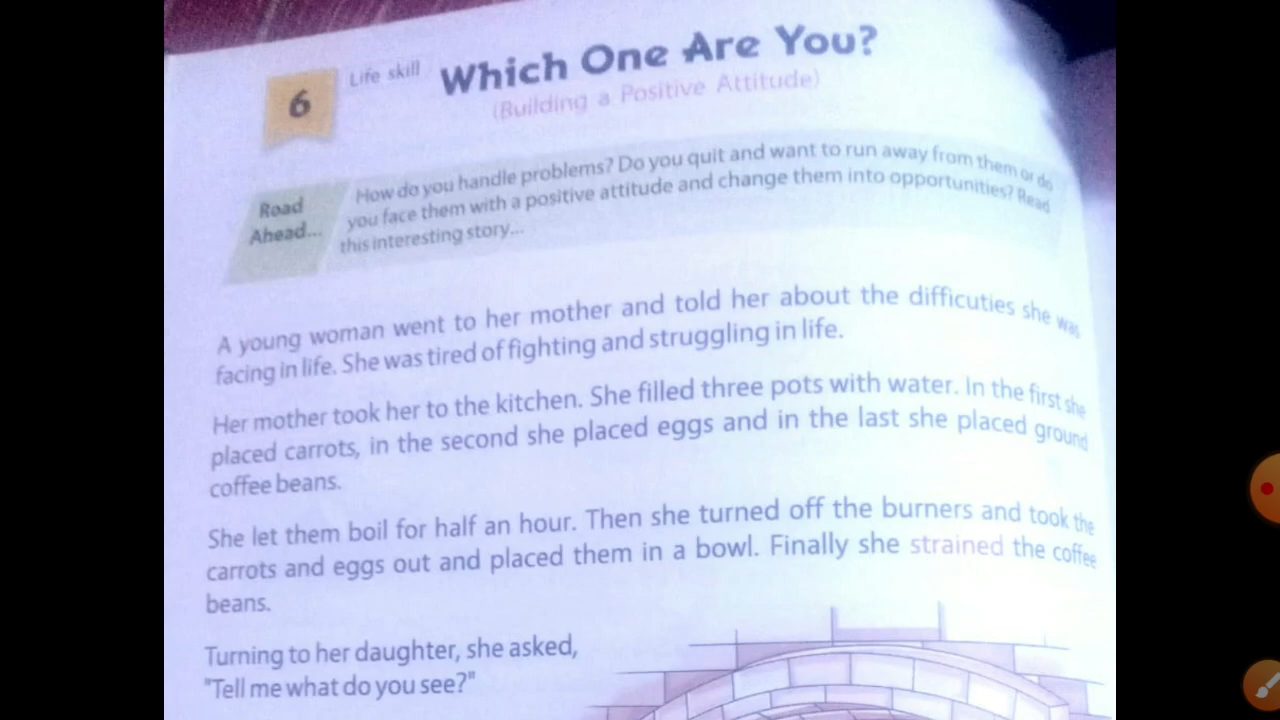 6
Life skill
Which One Are You?
(Building a Positive Attitude)
Road
Ahead...
How do you handle problems? Do you quit and want to run away from them or do
you face them with a positive attitude and change them into opportunities? Read
this interesting story...
A young woman went to her mother and told her about the difficuties she was
facing in life. She was tired of fighting and struggling in life.
Her mother took her to the kitchen. She filled three pots with water. In the first she
placed carrots, in the second she placed eggs and in the last she placed ground
coffee beans.
She let them boil for half an hour. Then she turned off the burners and took the
carrots and eggs out and placed them in a bowl. Finally she strained the coffee
beans.
Turning to her daughter, she asked,
"Tell me what do you see?"